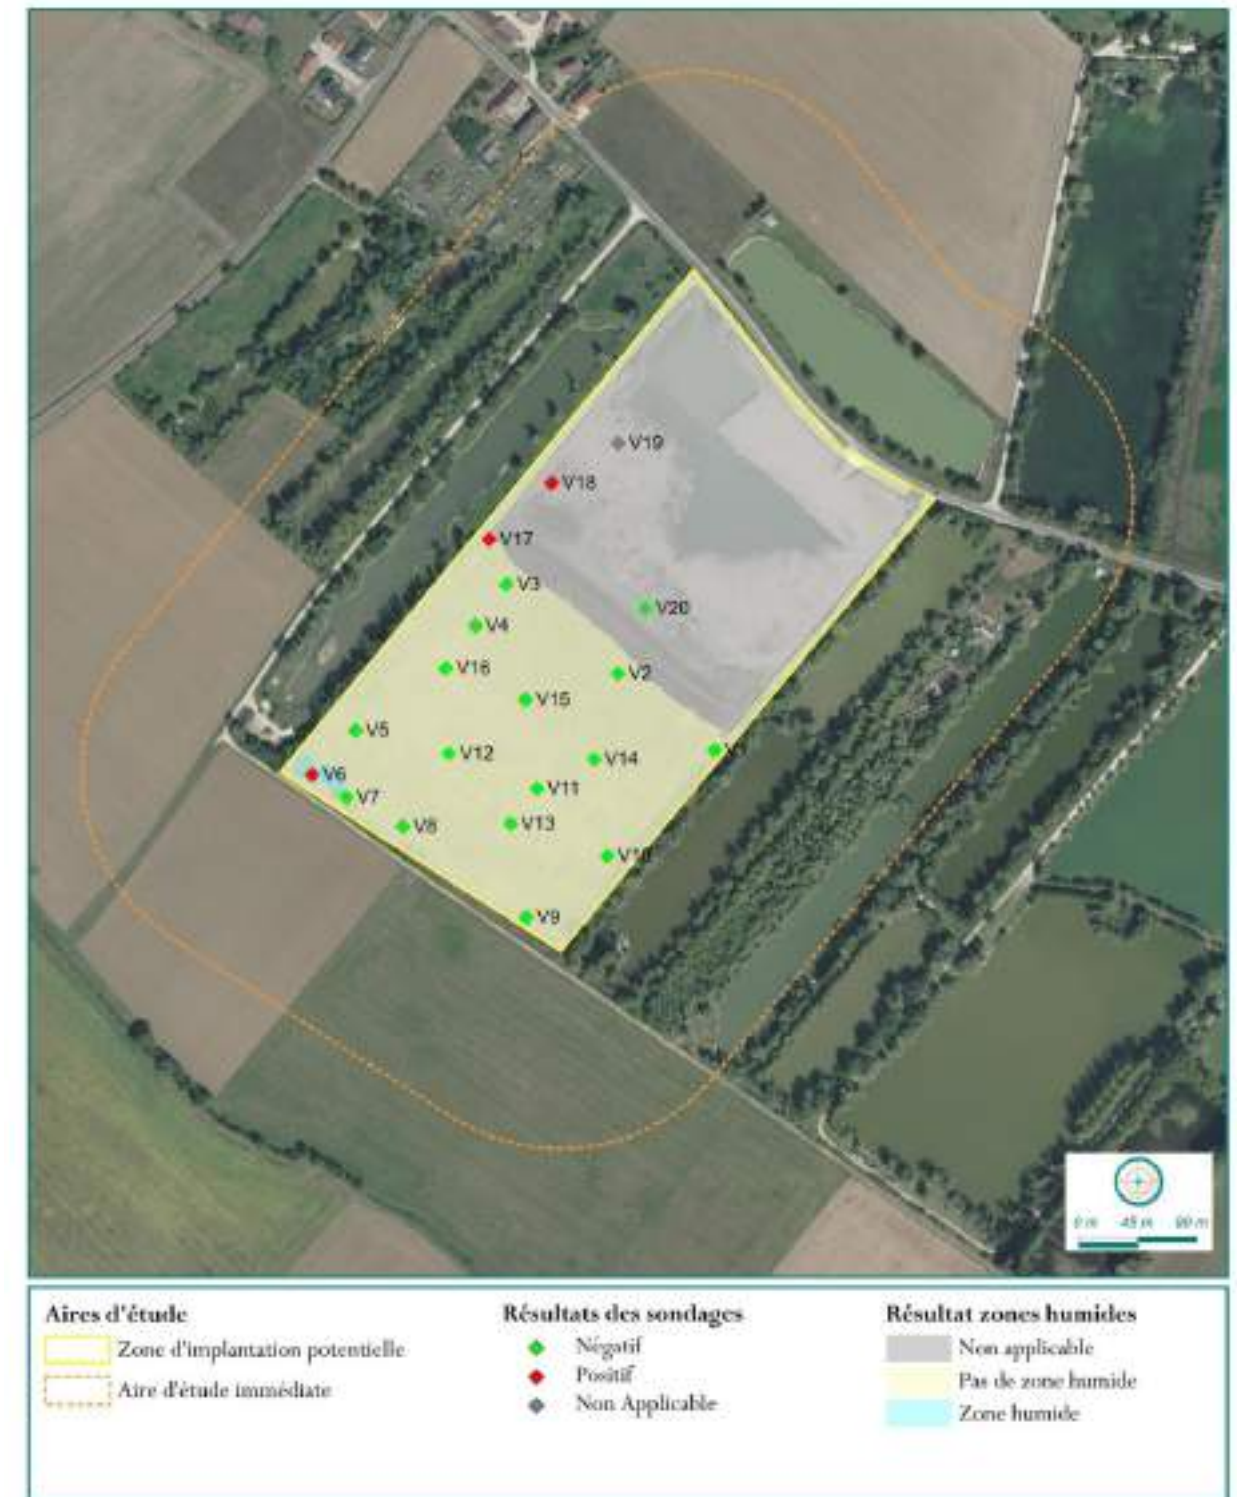 V19
V18
V17
V3
V20
V4
V16
V2
V15
V5
V12
V14
V1
V6
V7
V11
V8
V13
V10
V9
0 m 45 m 90 m
Aires d'étude
Zone d'implantation potentielle
Aire d'étude immédiate
Résultats des sondages
Négatif
Positif
Non Applicable
Résultat zones humides
Non applicable
Pas de zone humide
Zone humide